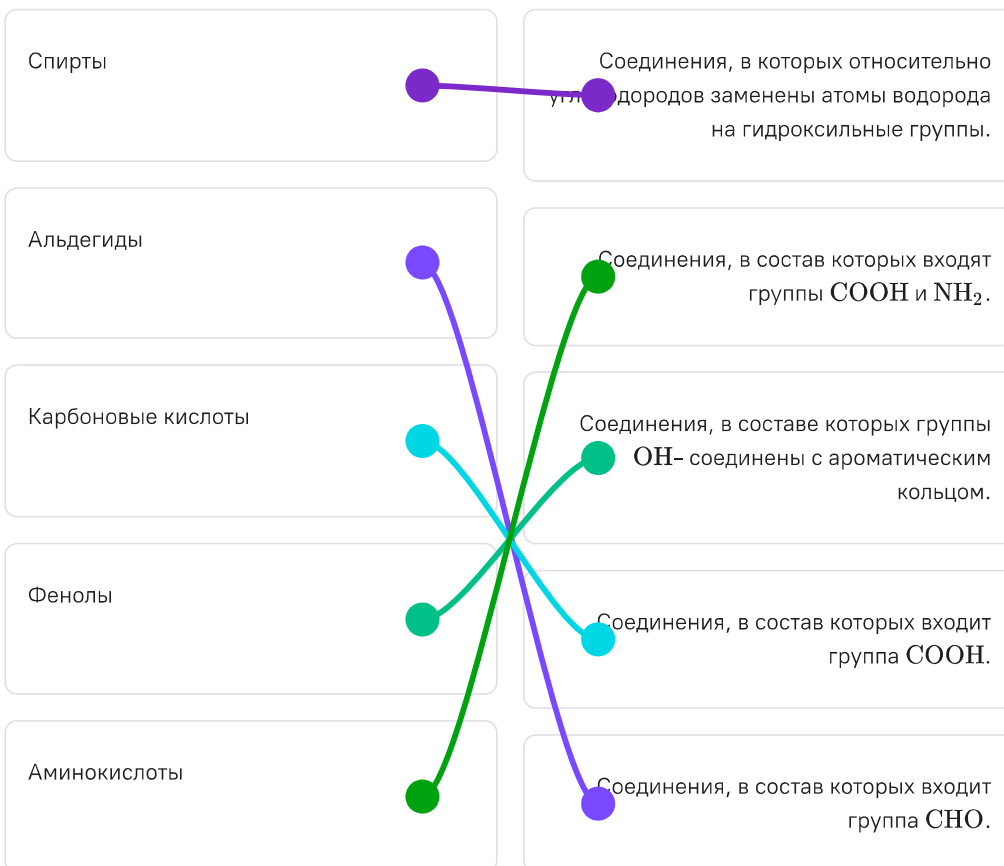 Спирты
Соединения, в которых относительно
заменены атомы водорода
на гидроксильные группы.
Альдегиды
Соединения, в состав которых входят
группы COOH и NH₂.
Карбоновые кислоты
Соединения, в составе которых группы
OH– соединены с ароматическим
кольцом.
Фенолы
Соединения, в состав которых входит
группа COOH.
Аминокислоты
Соединения, в состав которых входит
группа CHO.